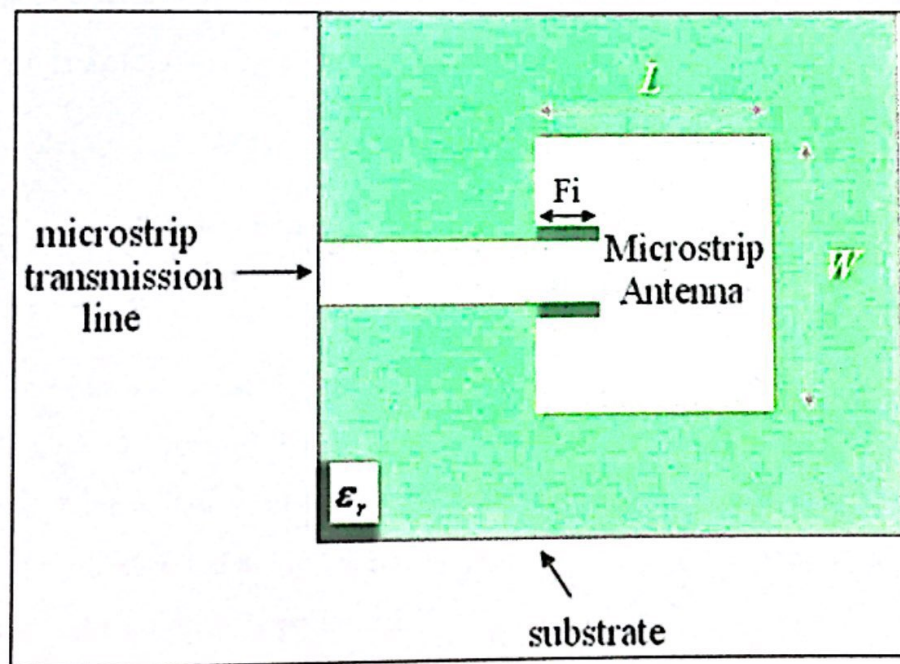 L
Fi
microstrip
transmission
line
Microstrip
Antenna
W
εr
substrate